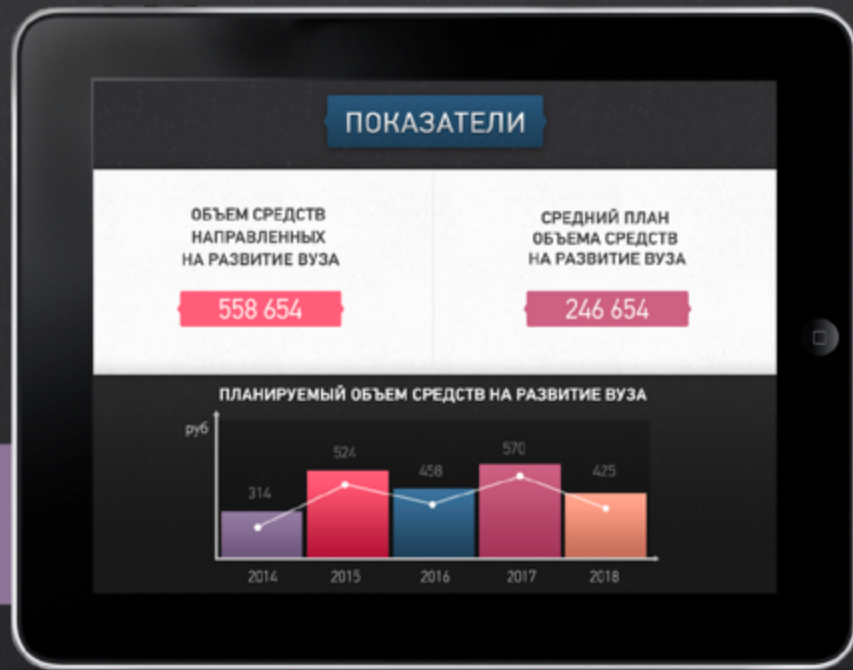 ПОКАЗАТЕЛИ
ОБЪЕМ СРЕДСТВ
НАПРАВЛЕННЫХ
НА РАЗВИТИЕ ВУЗА
558 654
СРЕДНИЙ ПЛАН
ОБЪЕМА СРЕДСТВ
НА РАЗВИТИЕ ВУЗА
246 654
ПЛАНИРУЕМЫЙ ОБЪЕМ СРЕДСТВ НА РАЗВИТИЕ ВУЗА
руб
314
524
458
570
425
2014
2015
2016
2017
2018